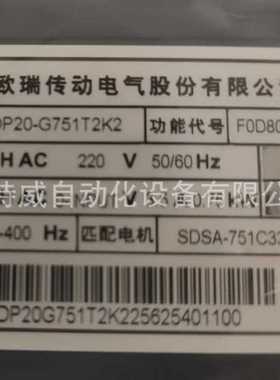 欧瑞传动电气股份有限公
DP20-G751T2K2 功能代号 F0D80
H AC 220 V 50/60 Hz
特威自动化设备有限公
-400 Hz 匹配电机 SDSA-751C32
DP20G751T2K225625401100